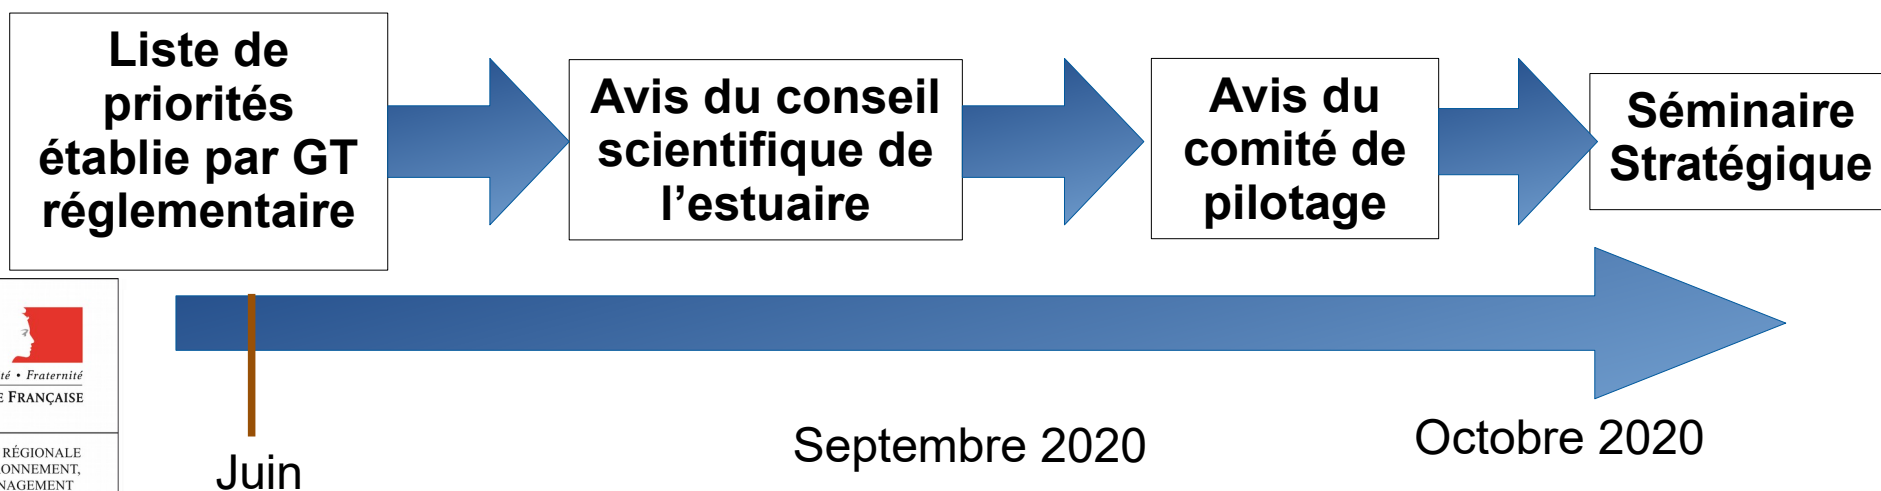 Liste de
priorités
établie par GT
réglementaire
Avis du conseil
scientifique de
l’estuaire
Avis du
comité de
pilotage
Séminaire
Stratégique
té • Fraternité
E FRANÇAISE
RÉGIONALE
ONNEMENT,
NAGEMENT
Juin
Septembre 2020
Octobre 2020